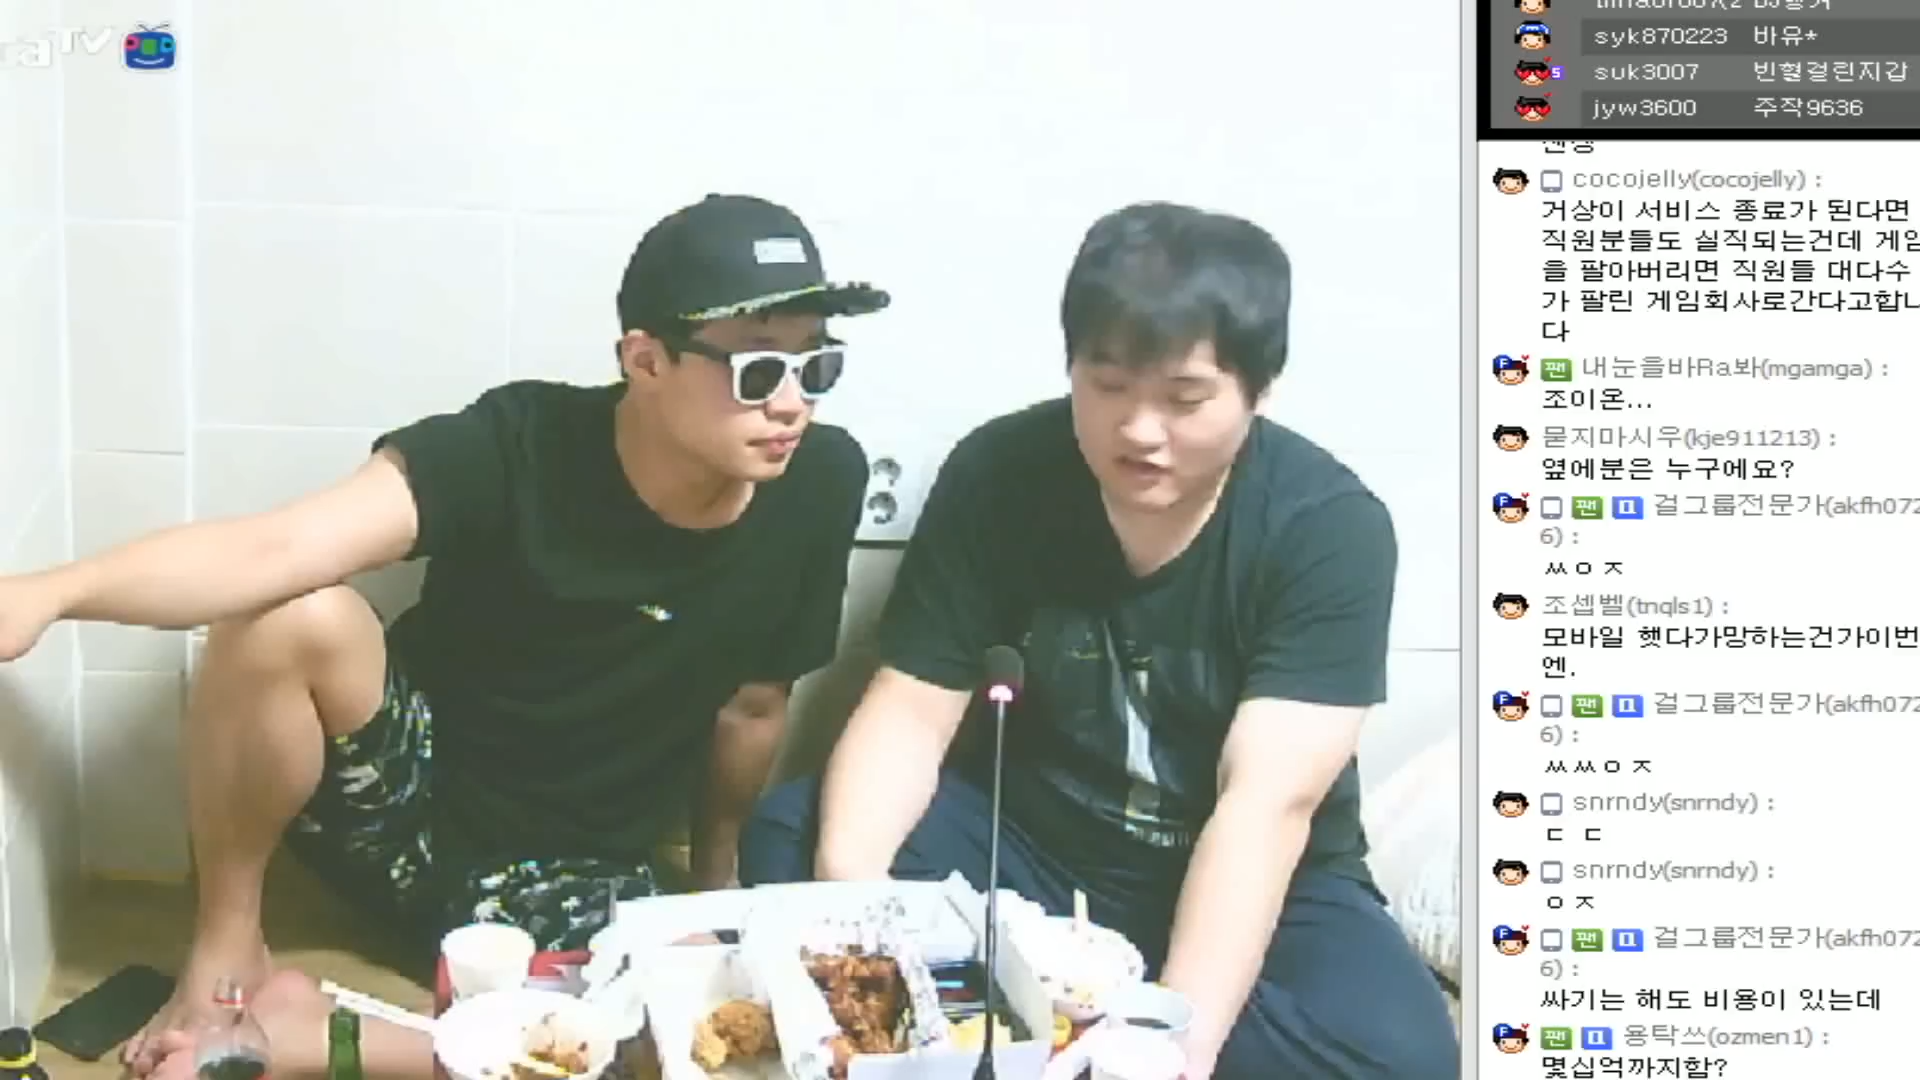 aTV
syk870223 바유*
suk3007 빈혈걸린지갑
jyw3600 주작9636
cocojelly(cocojelly) :
거상이 서비스 종료가 된다면
직원분들도 실직되는건데 게임
을 팔아버리면 직원들 대다수
가 팔린 게임회사로간다고합니
다
팬 내눈을바Ra봐(mgamga) :
조이온...
묻지마시우(kje911213) :
옆에분은 누구에요?
팬 걸그룹전문가(akfh072
6) :
ㅆㅇㅈ
조셉벨(tnqls1) :
모바일 햇다가망하는건가이번
엔.
팬 걸그룹전문가(akfh072
6) :
ㅆㅆㅇㅈ
snrndy(snrndy) :
ㄷㄷ
snrndy(snrndy) :
ㅇㅈ
팬 걸그룹전문가(akfh072
6) :
싸기는 해도 비용이 있는데
팬 용탁쓰(ozmen1) :
몇십억까지함?